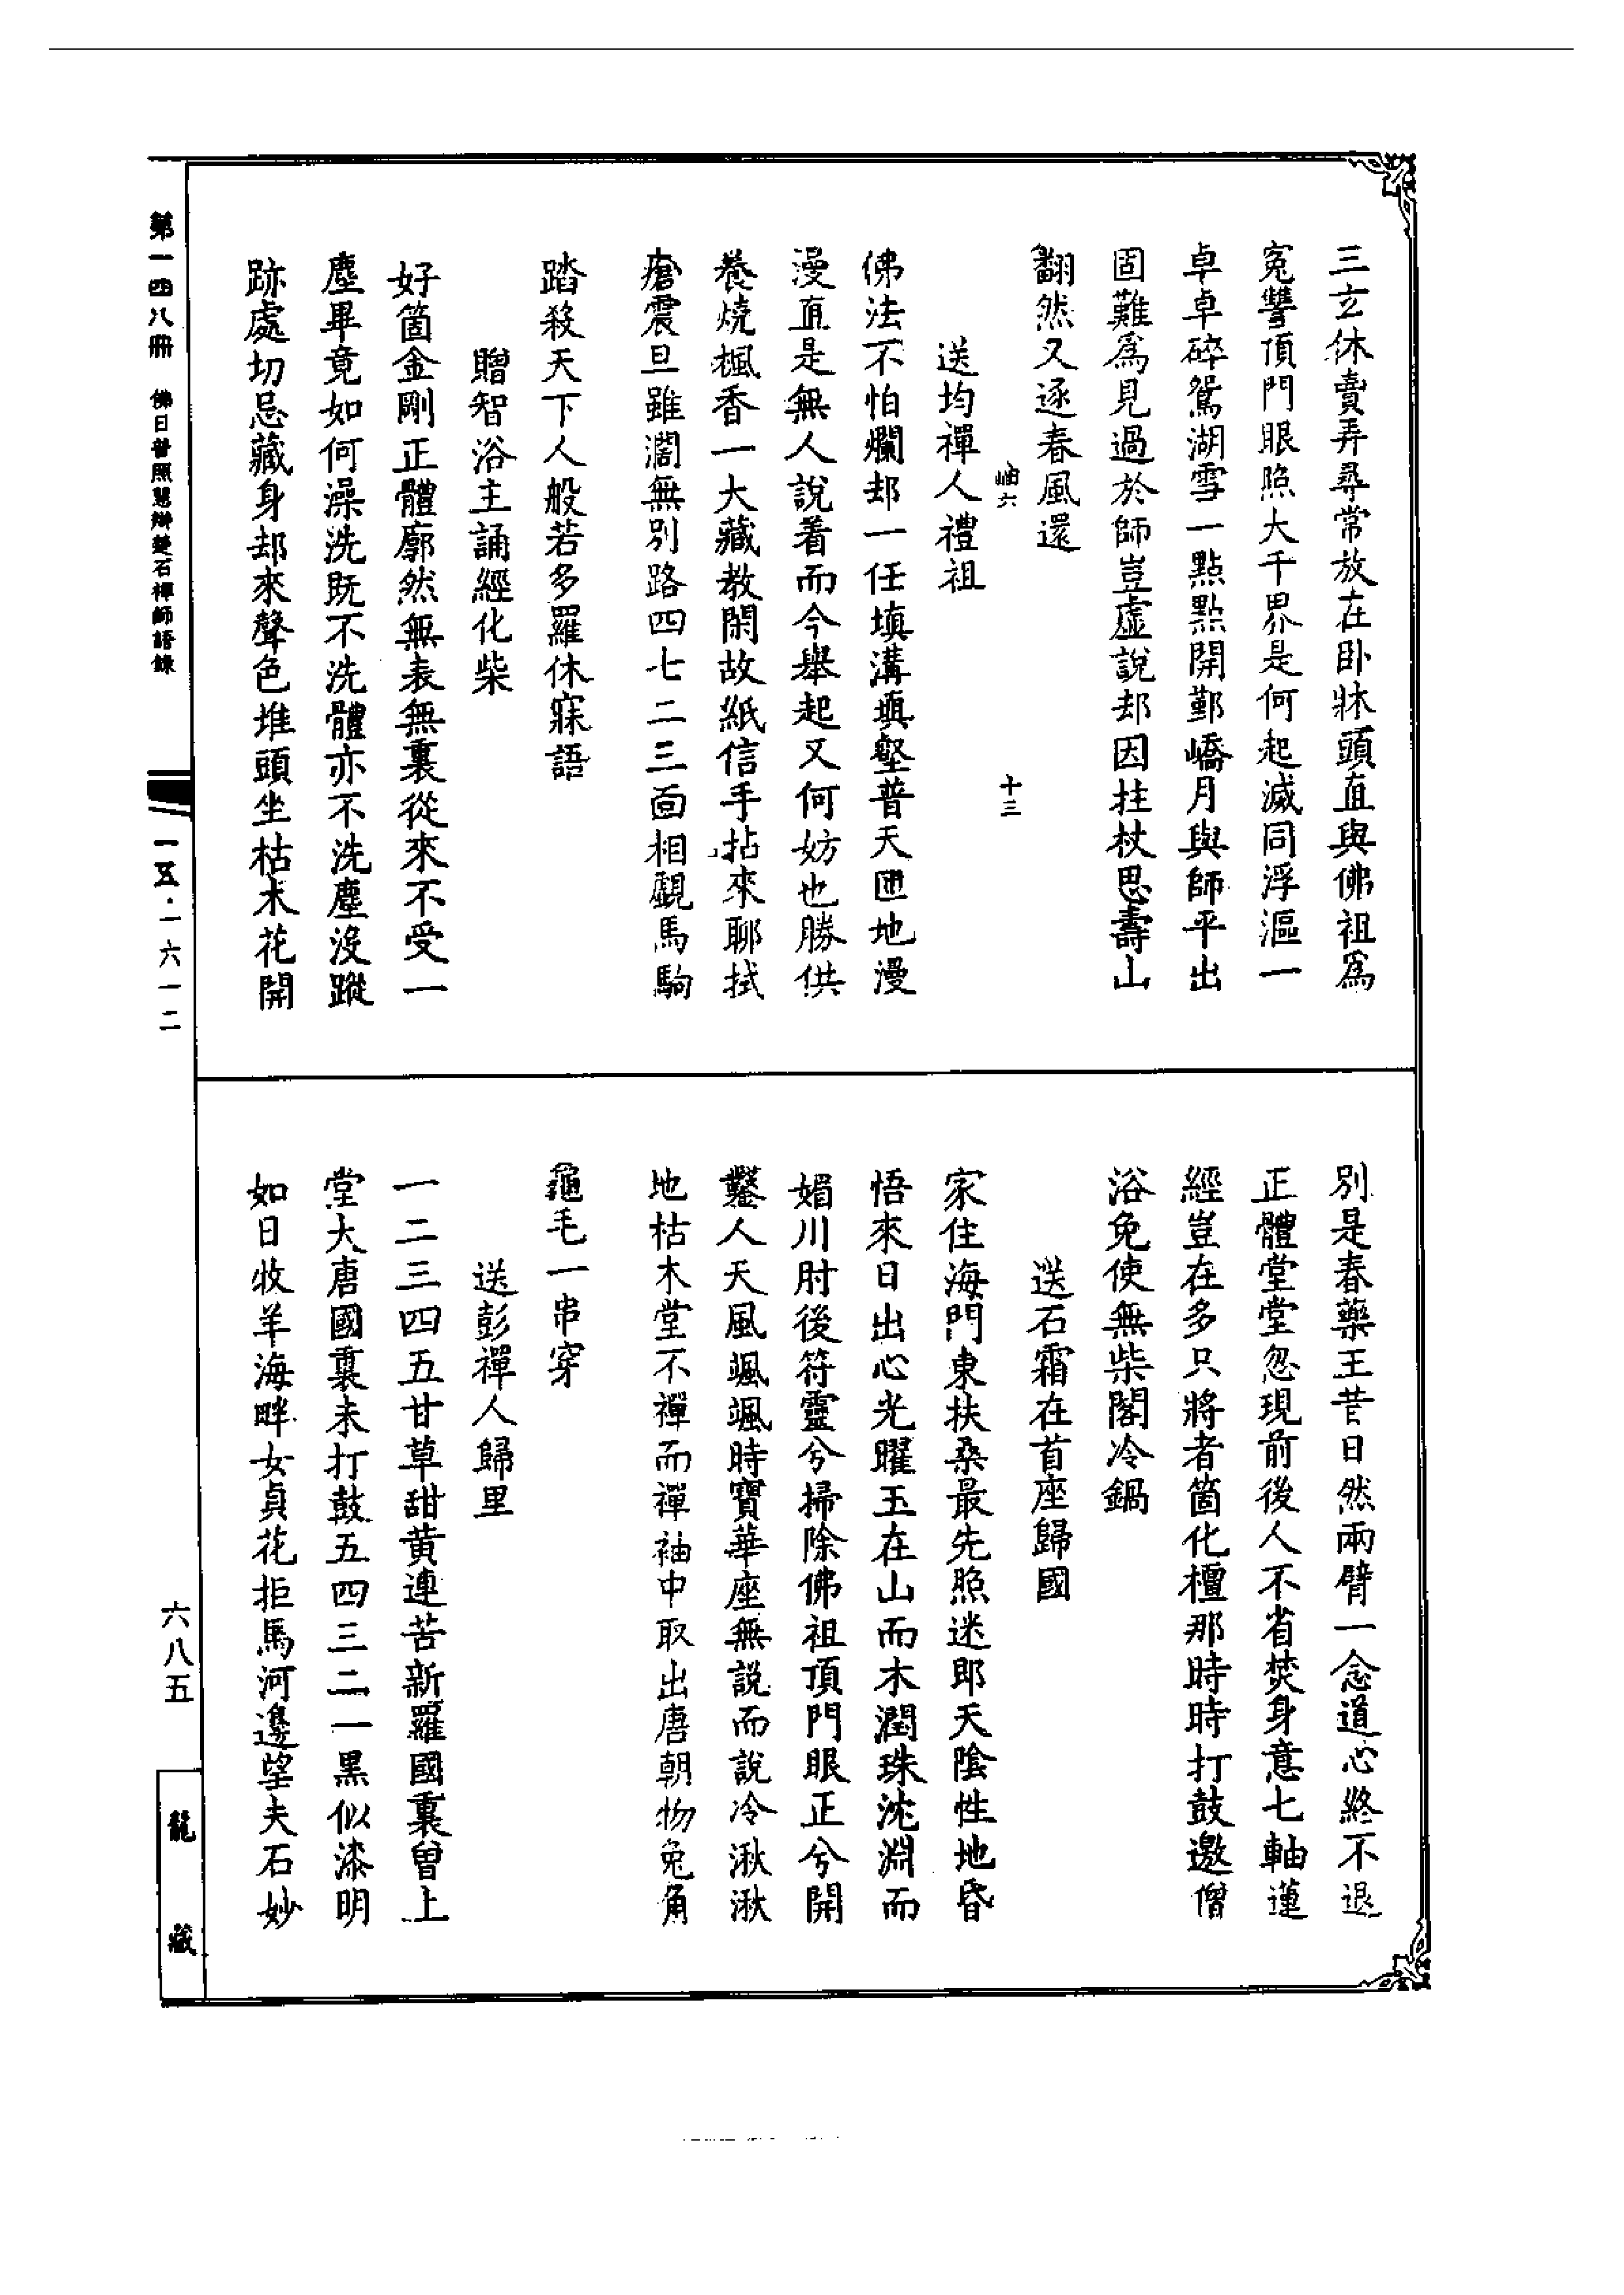 三玄休賣弄尋常放在卧牀頭直與佛祖爲
寃讐頂門眼照大千界是何起滅同浮漚一
卓卓碎鴛湖雪一點點開鄞嶠月與師平出
固難爲見過於師豈虛說却因拄杖思壽山
翻然又逐春風還
岫六
十三
送均禪人禮祖
佛法不怕爛却一任填溝塡壑普天匝地漫
漫直是無人說着而今舉起又何妨也勝供
養燒楓香一大藏教閑故紙信手拈來聊拭
瘡震旦雖濶無別路四七二三面相覷馬駒
踏殺天下人般若多羅休寐語
贈智浴主誦經化柴
好箇金剛正體廓然無表無裏從來不受一
塵畢竟如何澡洗既不洗體亦不洗塵沒蹤
跡處切忌藏身却來聲色堆頭坐枯木花開
別是春藥王昔日然兩臂一念道心終不退
正體堂堂忽現前後人不省焚身意七軸蓮
經豈在多只將者箇化檀那時時打鼓邀僧
浴免使無柴閣冷鍋
送石霜在首座歸國
家住海門東扶桑最先照迷即天陰性地昏
悟來日出心光曜玉在山而木潤珠沈淵而
媚川肘後符靈兮掃除佛祖頂門眼正兮開
鑿人天風颯颯時寶華座無說而說冷湫湫
地枯木堂不禪而禪袖中取出唐朝物兔角
龜毛一串穿
送彭禪人歸里
一二三四五甘草甜黄連苦新羅國裏曾上
堂大唐國裏未打鼓五四三二一黑似漆明
如日收羊海畔女貞花拒馬河邊望夫石妙
第一四八冊　佛日普照慧辯楚石禪師語錄
一五·一六一二
六八五
龍藏